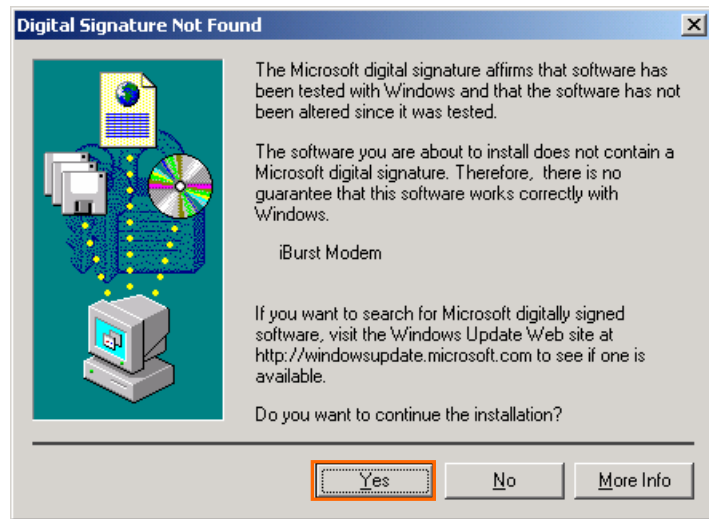 Digital Signature Not Found
The Microsoft digital signature affirms that software has
been tested with Windows and that the software has not
been altered since it was tested.
The software you are about to install does not contain a
Microsoft digital signature. Therefore,  there is no
guarantee that this software works correctly with
Windows.
iBurst Modem
If you want to search for Microsoft digitally signed
software, visit the Windows Update Web site at
http://windowsupdate.microsoft.com to see if one is
available.
Do you want to continue the installation?
Yes No More Info